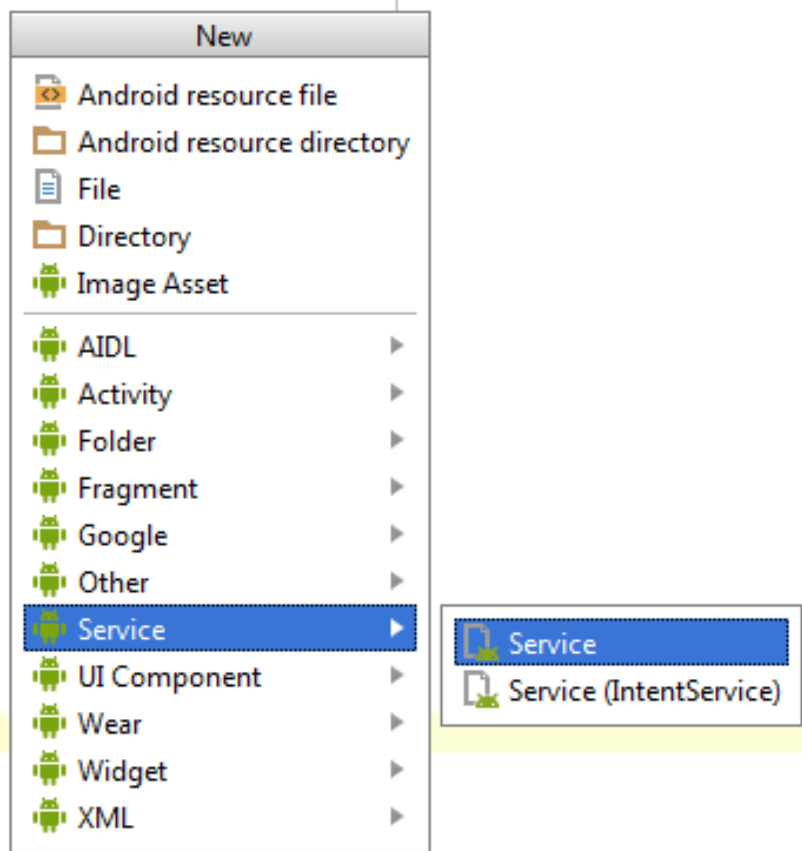 New
Android resource file
Android resource directory
File
Directory
Image Asset
AIDL
Activity
Folder
Fragment
Google
Other
Service
UI Component
Wear
Widget
XML
Service
Service (IntentService)